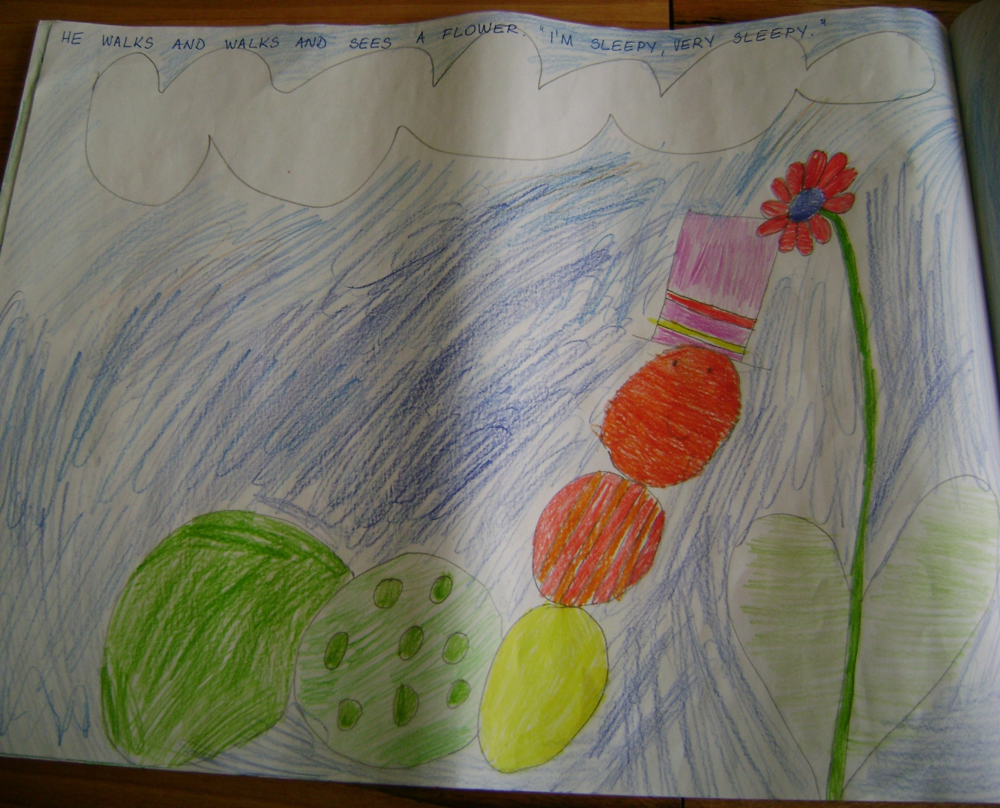 HE WALKS AND WALKS AND SEES A FLOWER. "I'M SLEEPY, VERY SLEEPY."